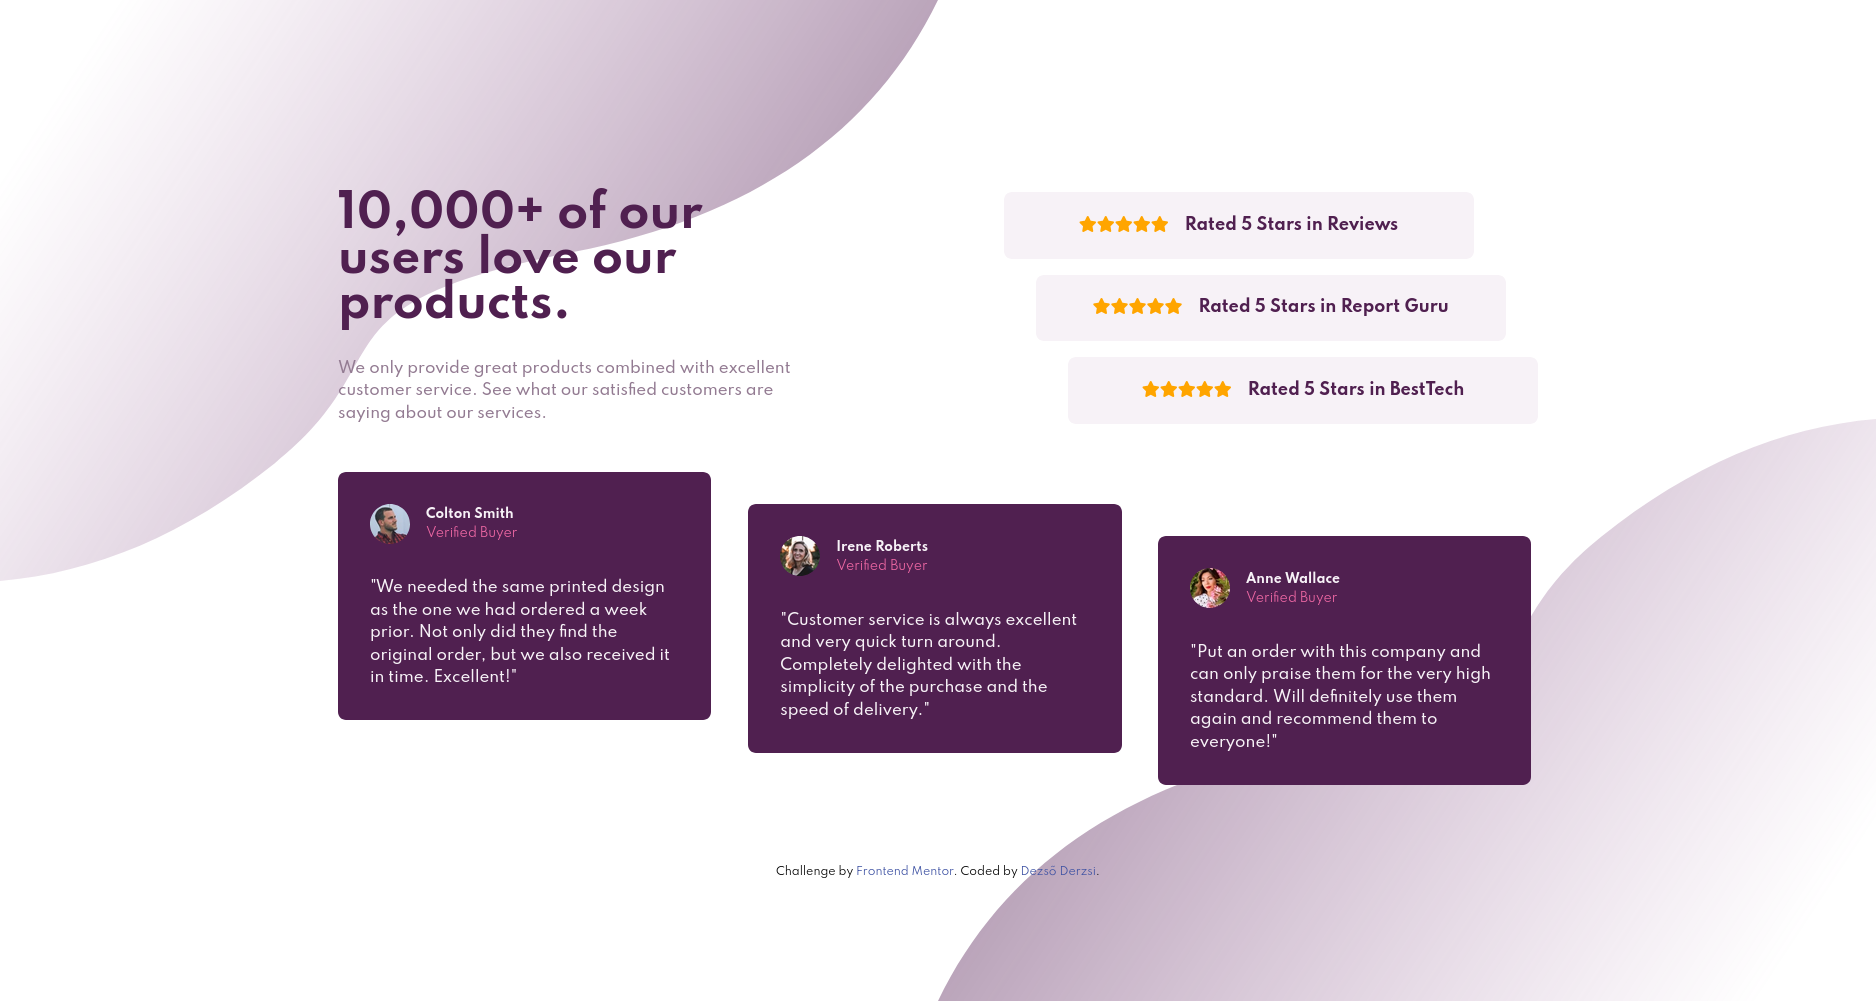 10,000+ of our
users love our
products.
We only provide great products combined with excellent
customer service. See what our satisfied customers are
saying about our services.
Rated 5 Stars in Reviews
Rated 5 Stars in Report Guru
Rated 5 Stars in BestTech
Colton Smith
Verified Buyer
"We needed the same printed design
as the one we had ordered a week
prior. Not only did they find the
original order, but we also received it
in time. Excellent!"
Irene Roberts
Verified Buyer
"Customer service is always excellent
and very quick turn around.
Completely delighted with the
simplicity of the purchase and the
speed of delivery."
Anne Wallace
Verified Buyer
"Put an order with this company and
can only praise them for the very high
standard. Will definitely use them
again and recommend them to
everyone!"
Challenge by Frontend Mentor. Coded by Dezső Derzsi.